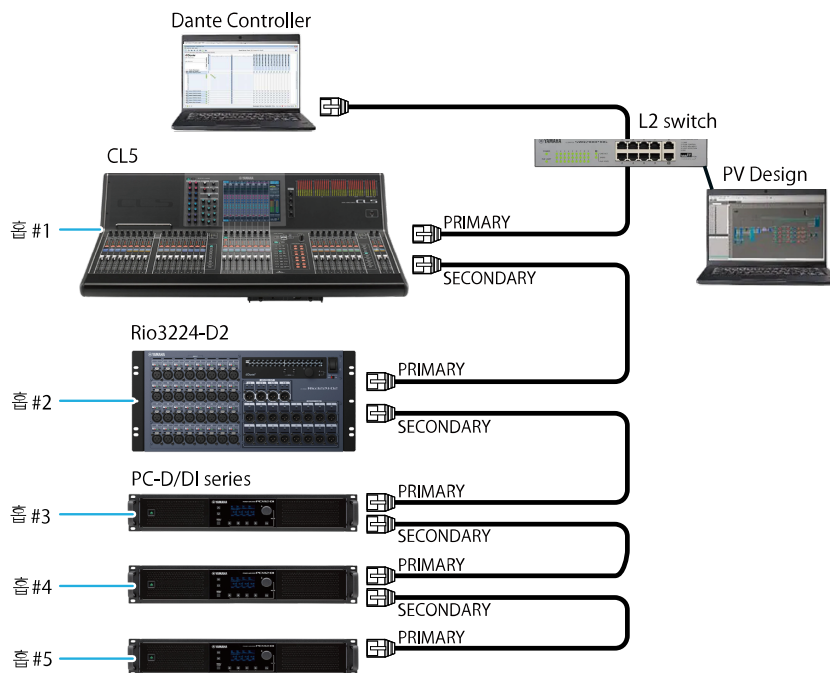 Dante Controller
L2 switch
CL5
PV Design
홉 #1
PRIMARY
SECONDARY
Rio3224-D2
홉 #2
PRIMARY
SECONDARY
PC-D/DI series
홉 #3
PRIMARY
SECONDARY
홉 #4
PRIMARY
SECONDARY
홉 #5
PRIMARY